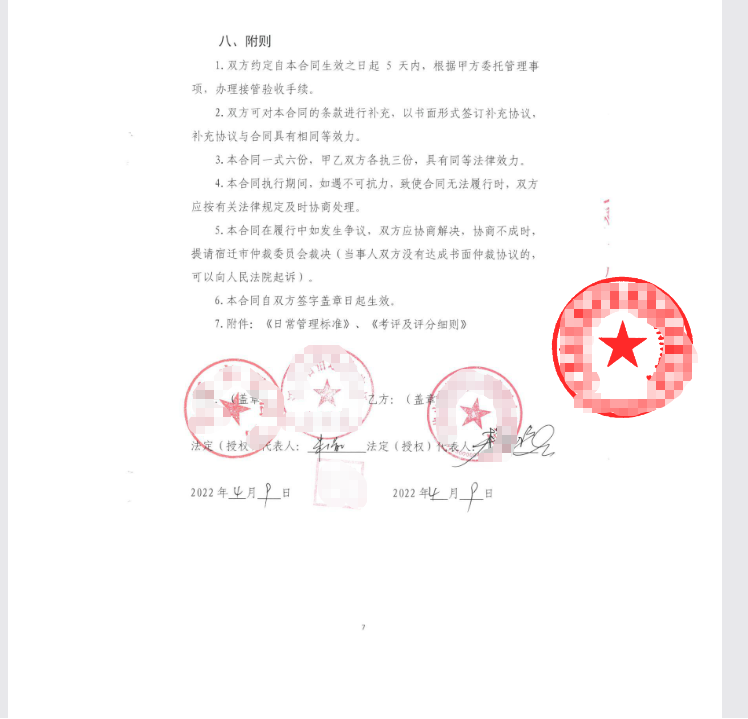 八、附则
1.双方约定自本合同生效之日起 5 天内，根据甲方委托管理事
项，办理接管验收手续。
2.双方可对本合同的条款进行补充，以书面形式签订补充协议，
补充协议与合同具有相同等效力。
3.本合同一式六份，甲乙双方各执三份，具有同等法律效力。
4.本合同执行期间，如遇不可抗力，致使合同无法履行时，双方
应按有关法律规定及时协商处理。
5.本合同在履行中如发生争议，双方应协商解决，协商不成时，
提请宿迁市仲裁委员会裁决（当事人双方没有达成书面仲裁协议的，
可以向人民法院起诉）。
6.本合同自双方签字盖章日起生效。
7.附件：《日常管理标准》、《考评及评分细则》
（盖章 乙方：（盖章
法定（授权 代表人： 法定（授权）代表人：
2022 年 4 月 9 日 2022 年 4 月 9 日
7